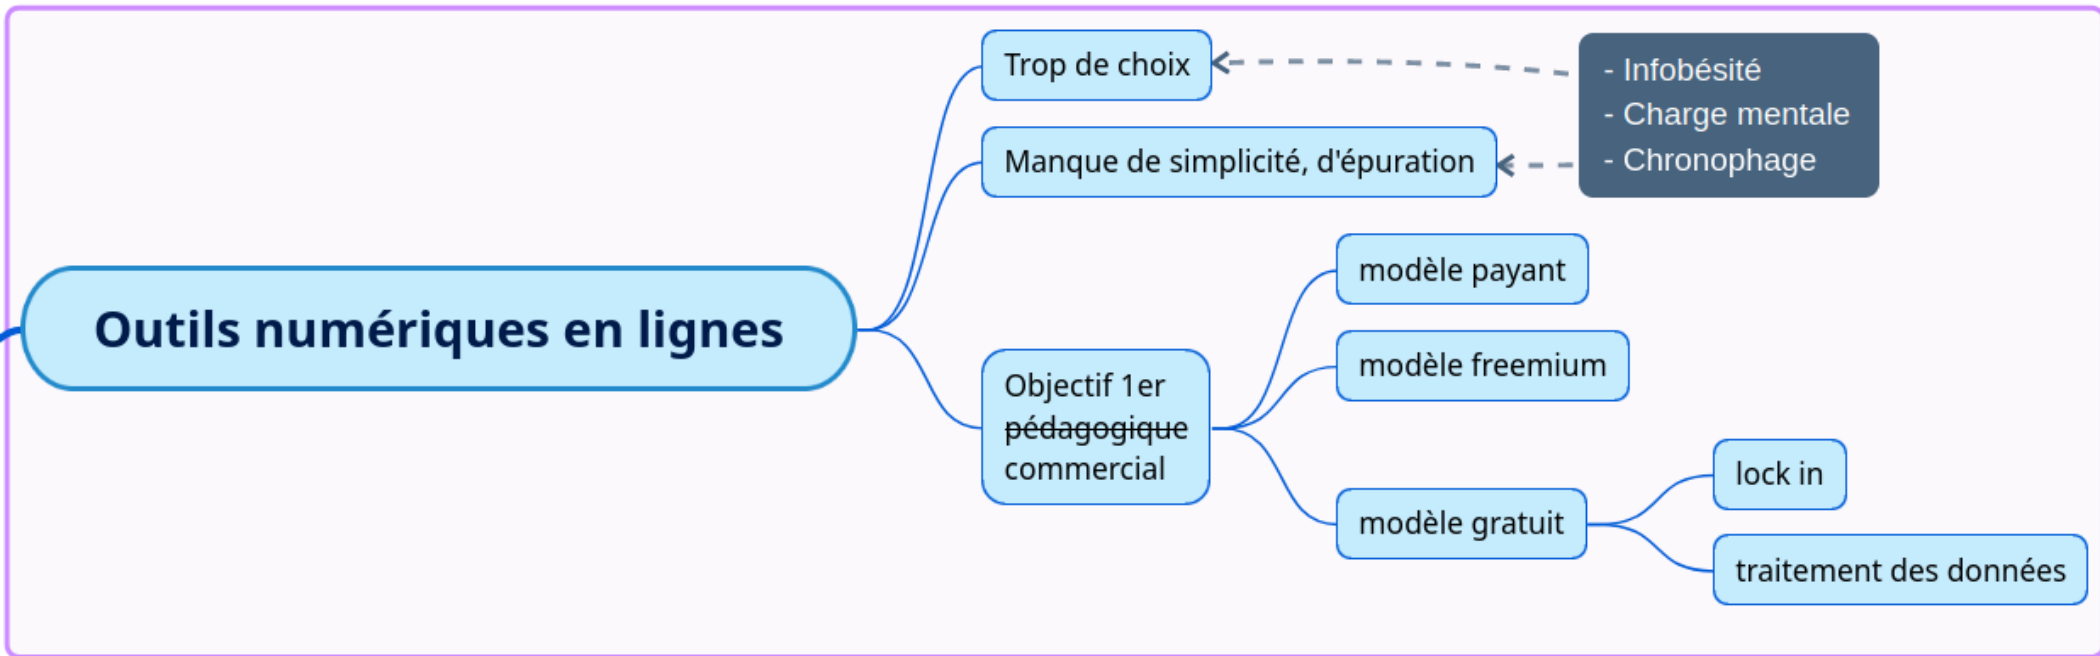 Trop de choix
- Infobésité
- Charge mentale
- Chronophage
Manque de simplicité, d'épuration
Outils numériques en lignes
Objectif 1er
pédagogique
commercial
modèle payant
modèle freemium
modèle gratuit
lock in
traitement des données